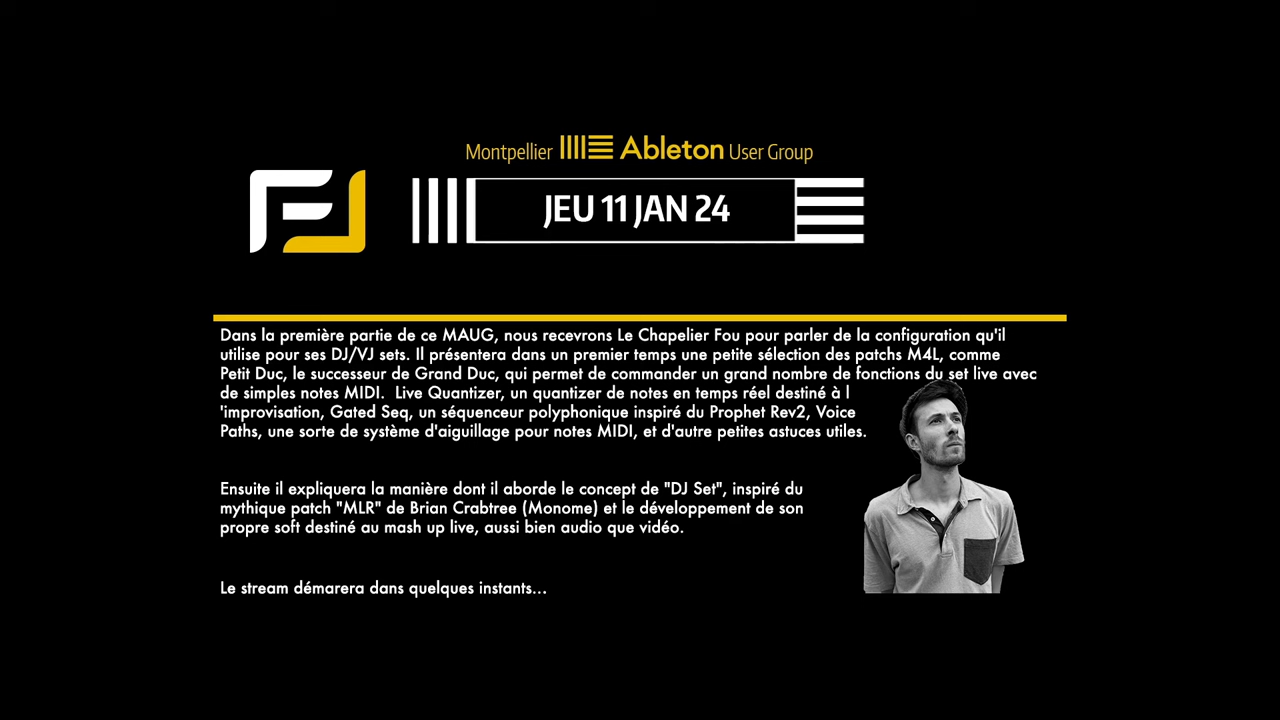 Montpellier Ableton User Group
JEU 11 JAN 24
Dans la première partie de ce MAUG, nous recevrons Le Chapelier Fou pour parler de la configuration qu'il
utilise pour ses DJ/VJ sets. Il présentera dans un premier temps une petite sélection des patchs M4L, comme
Petit Duc, le successeur de Grand Duc, qui permet de commander un grand nombre de fonctions du set live avec
de simples notes MIDI.  Live Quantizer, un quantizer de notes en temps réel destiné à l
'improvisation, Gated Seq, un séquenceur polyphonique inspiré du Prophet Rev2, Voice
Paths, une sorte de système d'aiguillage pour notes MIDI, et d'autre petites astuces utiles.
Ensuite il expliquera la manière dont il aborde le concept de "DJ Set", inspiré du
mythique patch "MLR" de Brian Crabtree (Monome) et le développement de son
propre soft destiné au mash up live, aussi bien audio que vidéo.
Le stream démarera dans quelques instants...